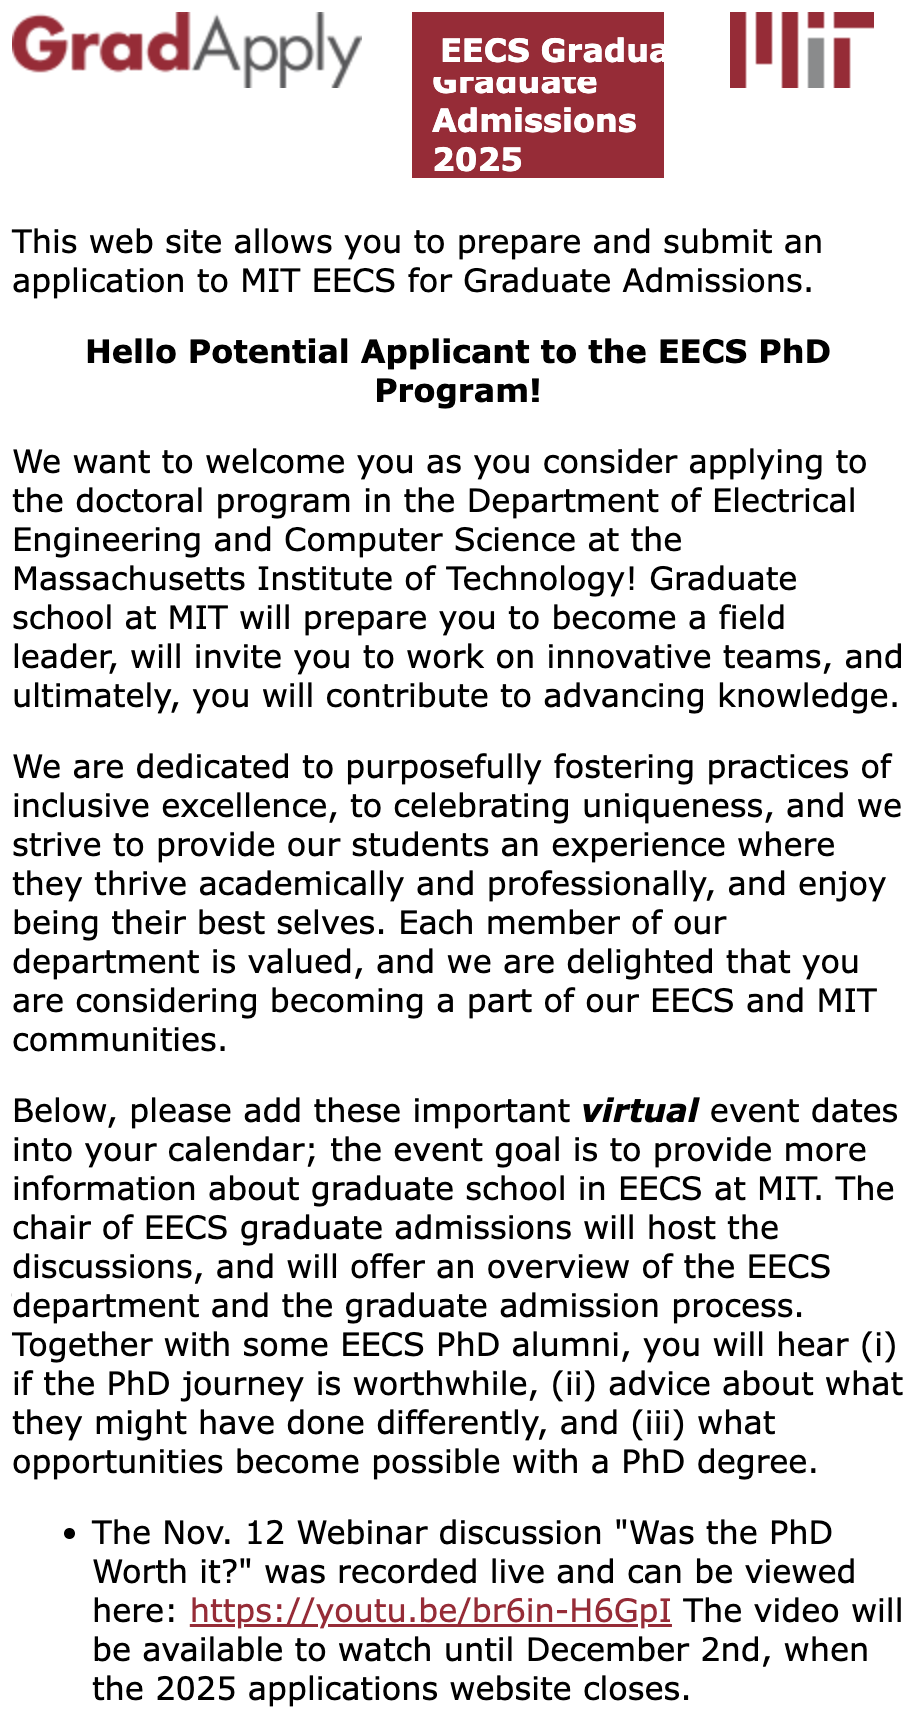 GradApply
EECS Gradua
Graduate
Admissions
2025
MIT
This web site allows you to prepare and submit an
application to MIT EECS for Graduate Admissions.
Hello Potential Applicant to the EECS PhD
Program!
We want to welcome you as you consider applying to
the doctoral program in the Department of Electrical
Engineering and Computer Science at the
Massachusetts Institute of Technology! Graduate
school at MIT will prepare you to become a field
leader, will invite you to work on innovative teams, and
ultimately, you will contribute to advancing knowledge.
We are dedicated to purposefully fostering practices of
inclusive excellence, to celebrating uniqueness, and we
strive to provide our students an experience where
they thrive academically and professionally, and enjoy
being their best selves. Each member of our
department is valued, and we are delighted that you
are considering becoming a part of our EECS and MIT
communities.
Below, please add these important virtual event dates
into your calendar; the event goal is to provide more
information about graduate school in EECS at MIT. The
chair of EECS graduate admissions will host the
discussions, and will offer an overview of the EECS
department and the graduate admission process.
Together with some EECS PhD alumni, you will hear (i)
if the PhD journey is worthwhile, (ii) advice about what
they might have done differently, and (iii) what
opportunities become possible with a PhD degree.
• The Nov. 12 Webinar discussion "Was the PhD
Worth it?" was recorded live and can be viewed
here: https://youtu.be/br6in-H6GpI The video will
be available to watch until December 2nd, when
the 2025 applications website closes.